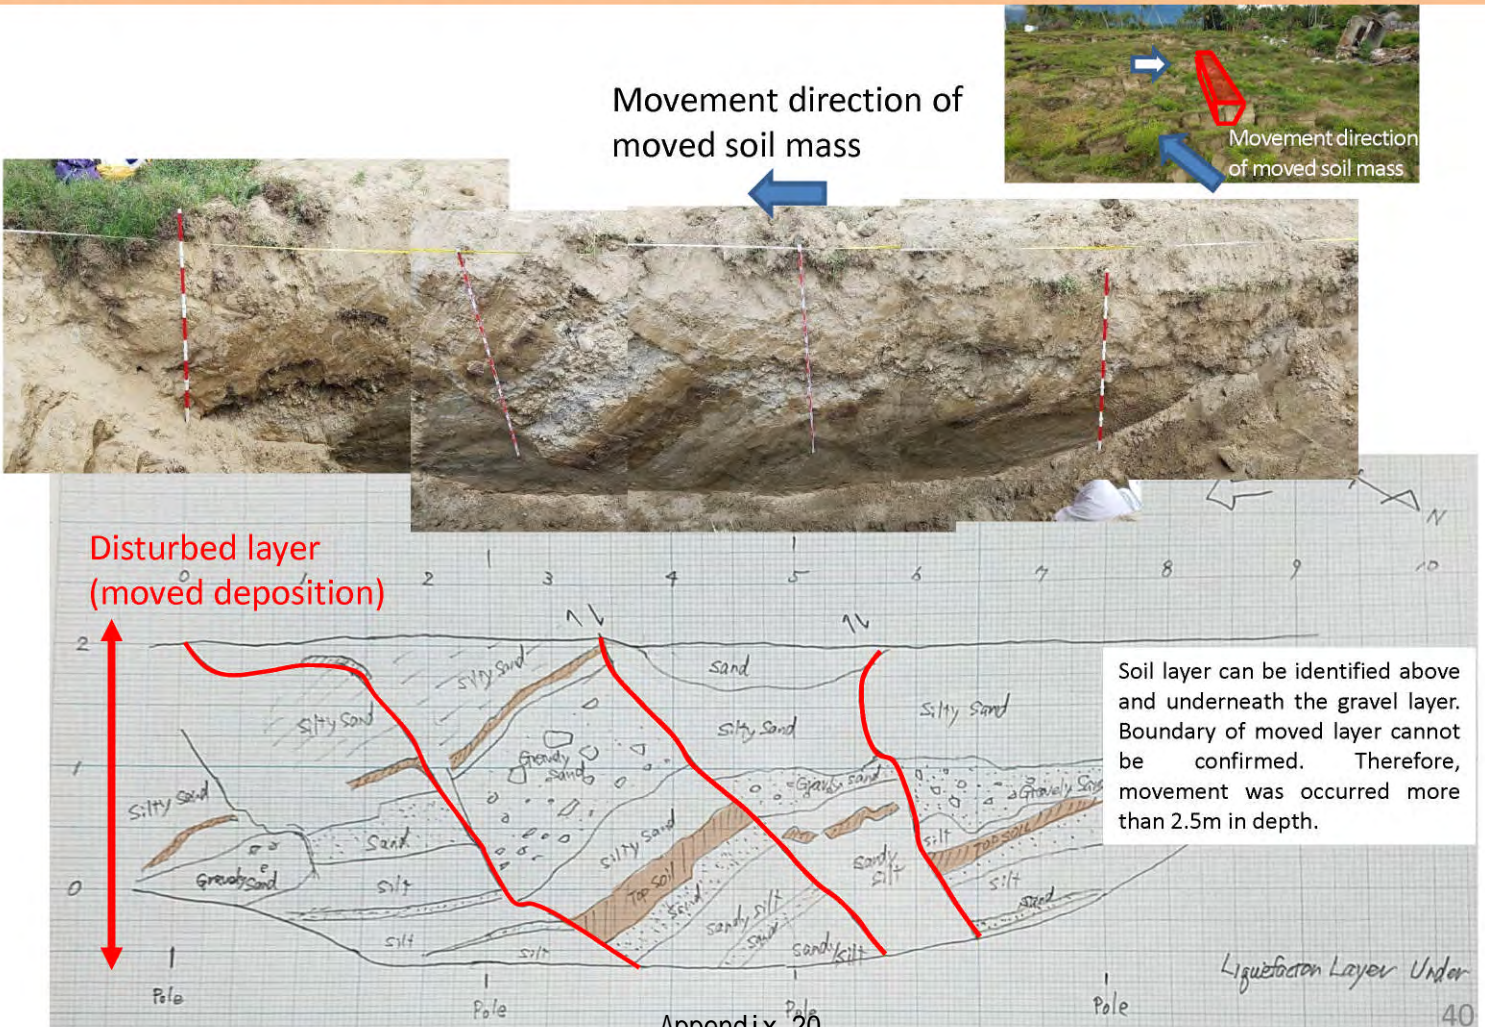 Movement direction of
moved soil mass
Movement direction
of moved soil mass
N
Disturbed layer
(moved deposition)
0 1 2 3 4 5 6 7 8 9 10
2
1
0
silty sand
silty sand
sand
silty sand
silty sand
Gravely
sand
Gravely sand
Gravely Sand
silty sand
Sand
silty sand
silt
Top Soil
Top Soil
silt
Gravely sand
silt
sand
sandy silt
sandy
silt
sand
sand
silt
silt
sandy silt
Soil layer can be identified above
and underneath the gravel layer.
Boundary of moved layer cannot
be confirmed. Therefore,
movement was occurred more
than 2.5m in depth.
Liquefacton Layer Under
Pole
Pole
Pole
Pole
Appendix 20
40